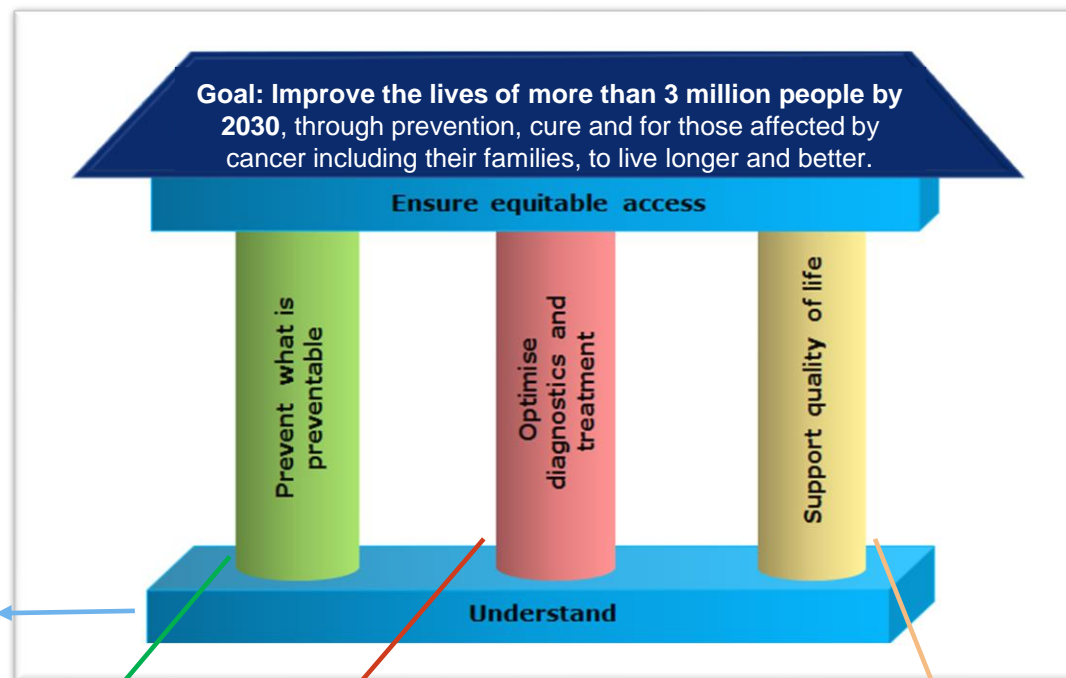 Goal: Improve the lives of more than 3 million people by
2030, through prevention, cure and for those affected by
cancer including their families, to live longer and better.
Ensure equitable access
Prevent what is
preventable
Optimise
diagnostics and
treatment
Support quality of life
Understand